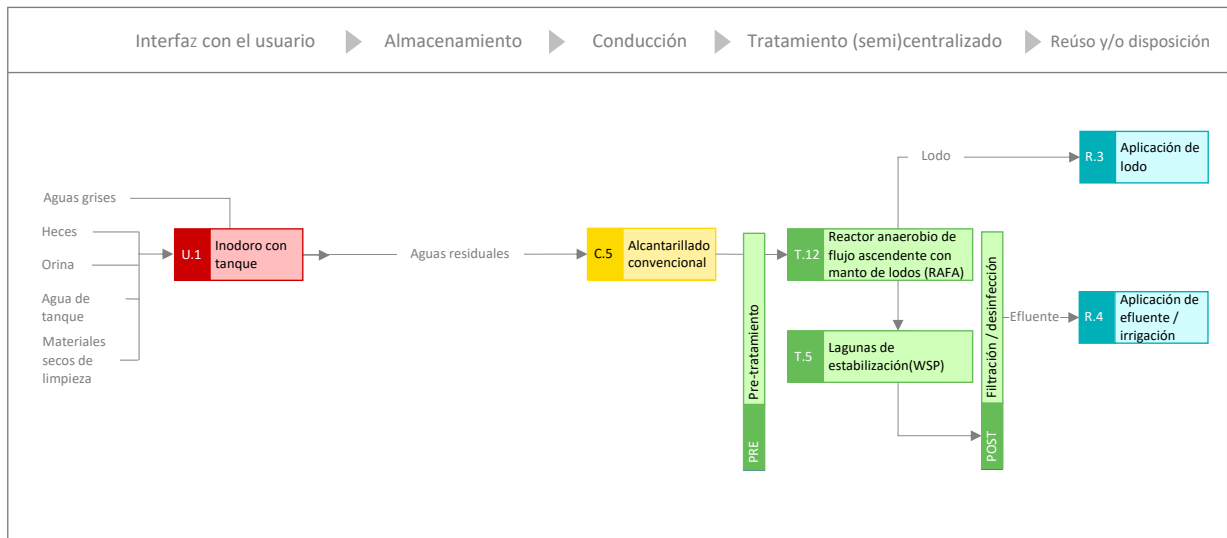 Interfaz con el usuario
Almacenamiento
Conducción
Tratamiento (semi)centralizado
Reúso y/o disposición
Aguas grises
Heces
Orina
Agua de
tanque
Materiales
secos de
limpieza
U.1
Inodoro con
tanque
Aguas residuales
C.5
Alcantarillado
convencional
PRE
Pre-tratamiento
T.12
Reactor anaerobio de
flujo ascendente con
manto de lodos (RAFA)
T.5
Lagunas de
estabilización(WSP)
POST
Filtración / desinfección
Lodo
R.3
Aplicación de
lodo
Efluente
R.4
Aplicación de
efluente /
irrigación